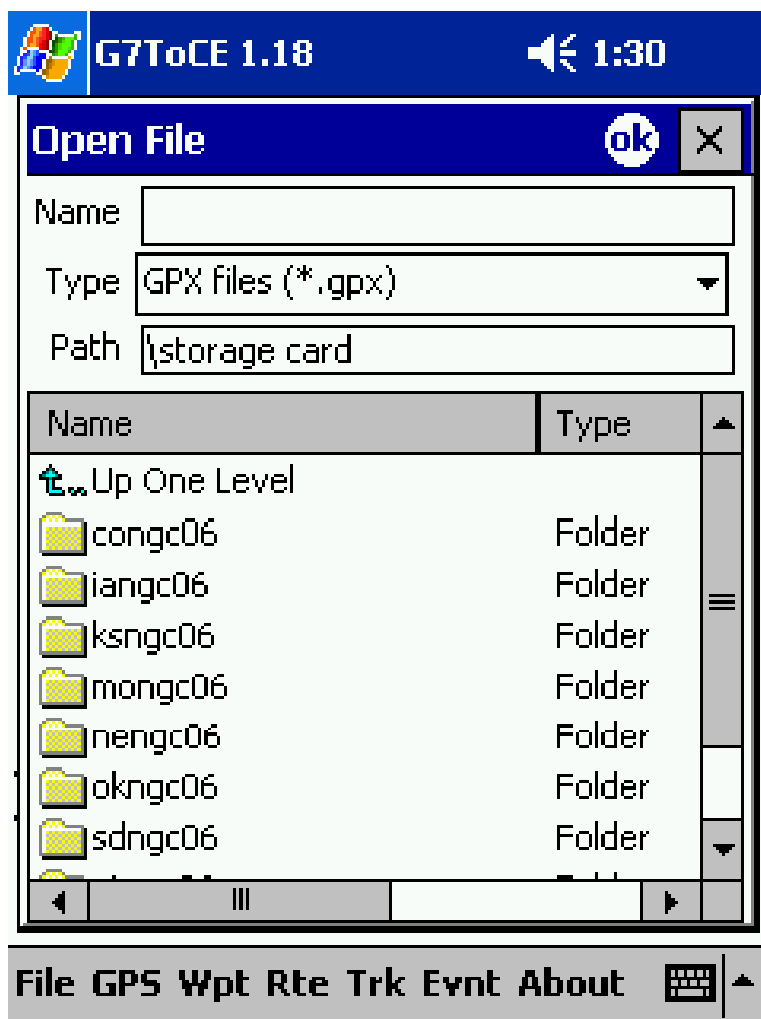 G7ToCE 1.18 1:30
Open File ok
Name
Type GPX files (*.gpx)
Path \storage card
Name Type
Up One Level
congc06 Folder
iangc06 Folder
ksngc06 Folder
mongc06 Folder
nengc06 Folder
okngc06 Folder
sdngc06 Folder
File GPS Wpt Rte Trk Evnt About